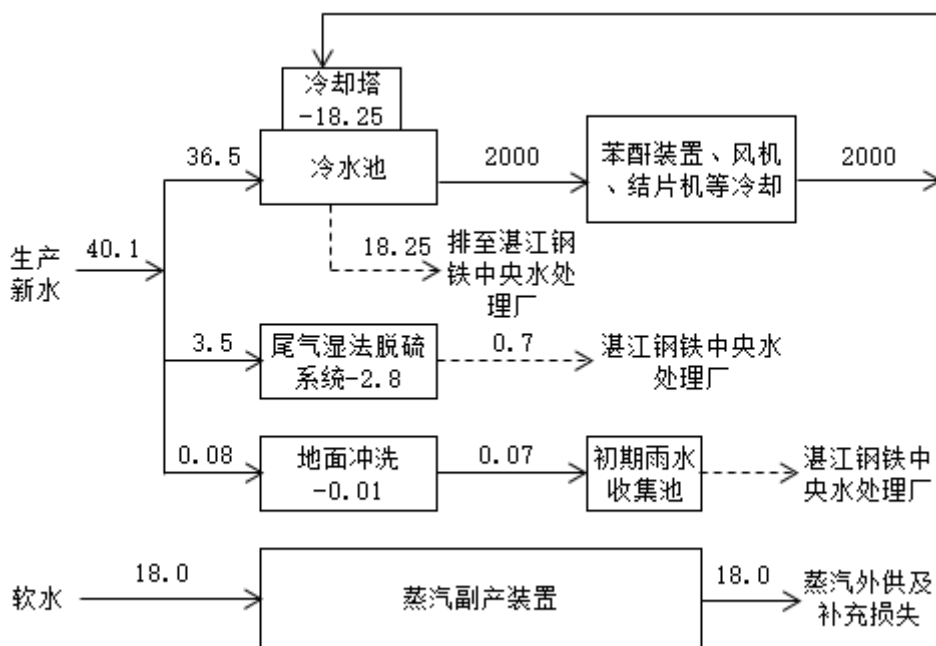 冷却塔
-18.25
36.5
冷水池
2000
苯酐装置、风机
、结片机等冷却
2000
生产
新水
40.1
18.25
排至湛江钢
铁中央水处
理厂
3.5
尾气湿法脱硫
系统-2.8
0.7
湛江钢铁中央水
处理厂
0.08
地面冲洗
-0.01
0.07
初期雨水
收集池
湛江钢铁中
央水处理厂
软水
18.0
蒸汽副产装置
18.0
蒸汽外供及
补充损失